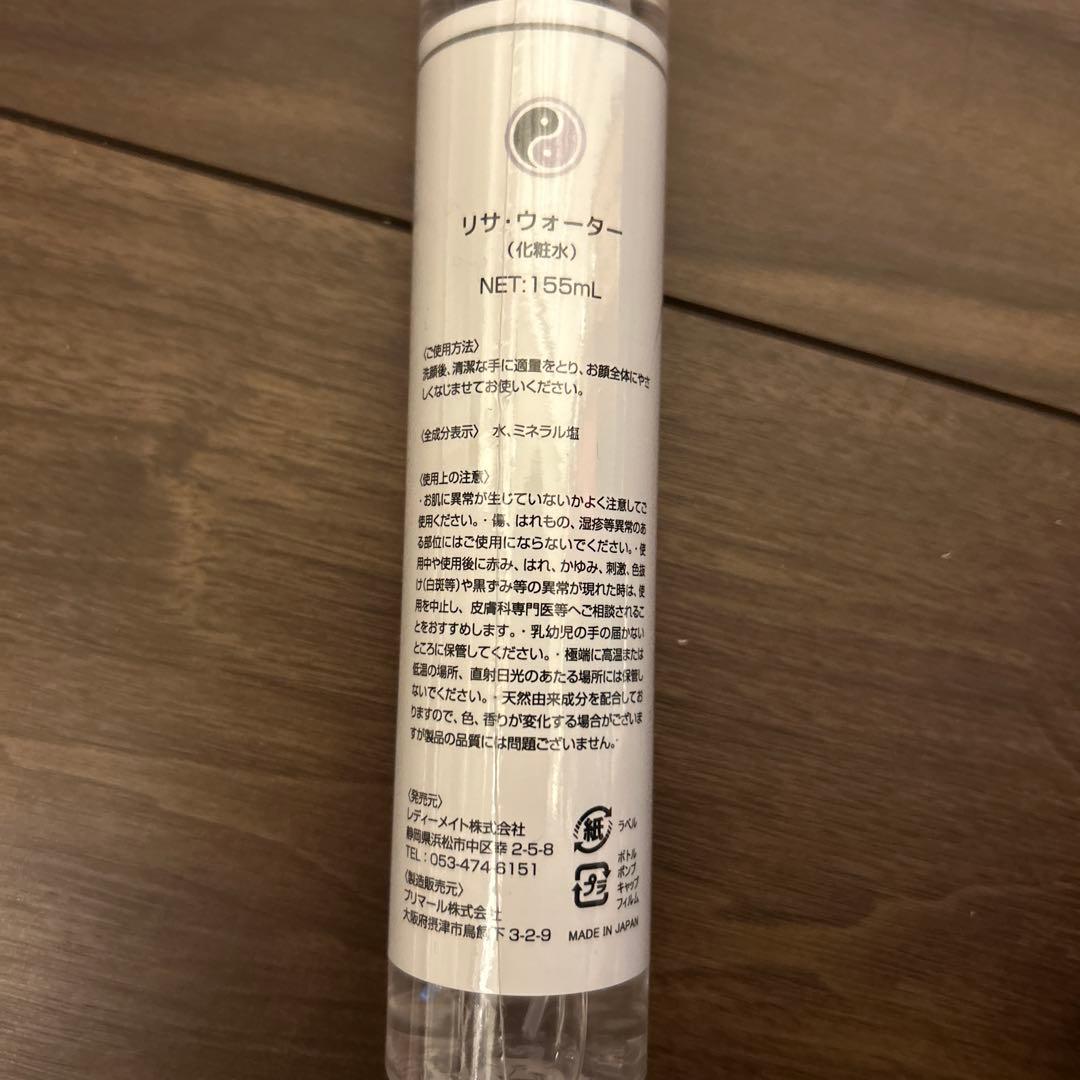 リサ・ウォーター
(化粧水)
NET:155mL
〈ご使用方法〉
洗顔後、清潔な手に適量をとり、お顔全体にやさ
しくなじませてお使いください。
〈全成分表示〉 水、ミネラル塩
〈使用上の注意〉
・お肌に異常が生じていないかよく注意してご
使用ください。・傷、はれもの、湿疹等異常のあ
る部位にはご使用にならないでください。・使
用中や使用後に赤み、はれ、かゆみ、刺激、色抜
け(白斑等)や黒ずみ等の異常が現れた時は、使
用を中止し、皮膚科専門医等へご相談されるこ
とをおすすめします。・乳幼児の手の届かない
ところに保管してください。・極端に高温または
低温の場所、直射日光のあたる場所には保管し
ないでください。・天然由来成分を配合してお
りますので、色、香りが変化する場合がございま
すが製品の品質には問題ございません。
〈発売元〉
レディーメイト株式会社
静岡県浜松市中区幸 2-5-8
TEL：053-474-6151
〈製造販売元〉
プリマール株式会社
大阪府摂津市鳥飼下 3-2-9
紙 ラベル
プラ ボトル
ポンプ
キャップ
フィルム
MADE IN JAPAN